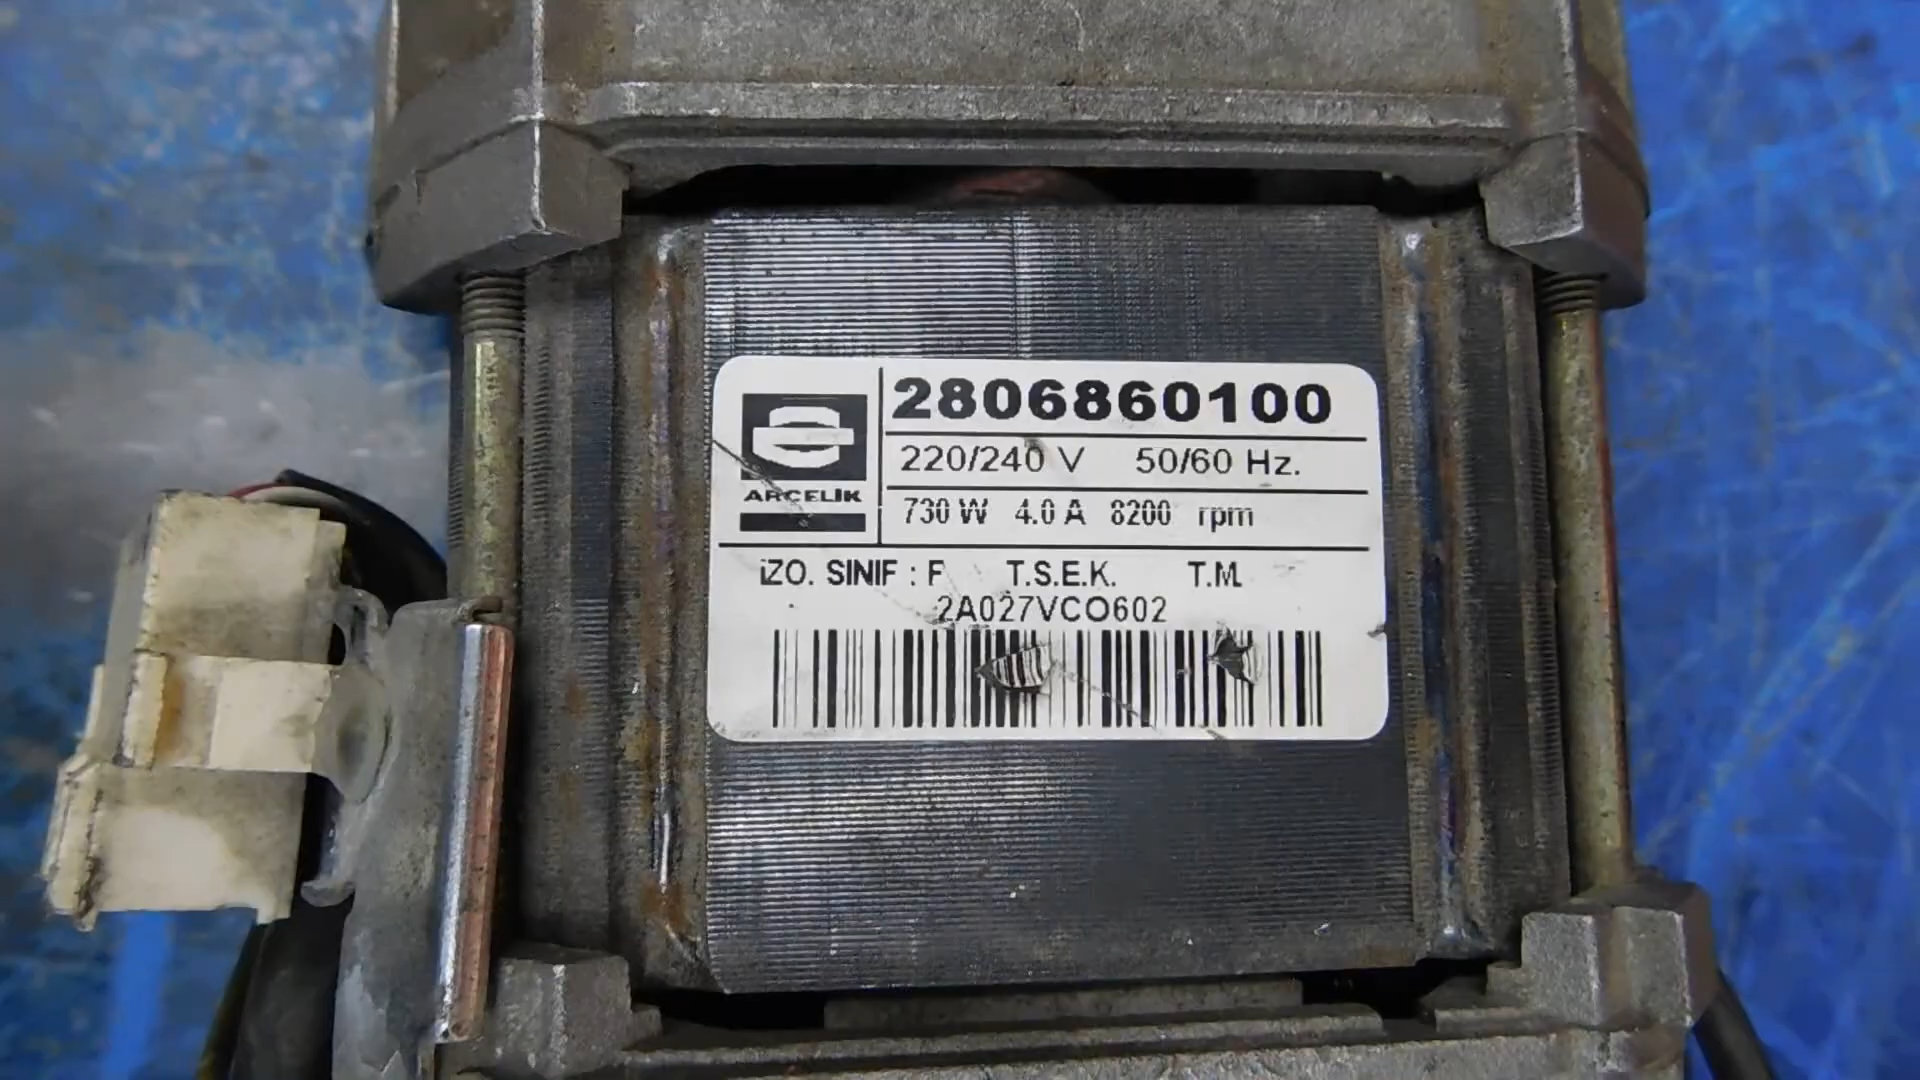 2806860100
220/240 V 50/60 Hz.
ARÇELİK
730 W 4.0 A 8200 rpm
İZO. SINIF : F T.S.E.K. T.M.
2A027VCO602